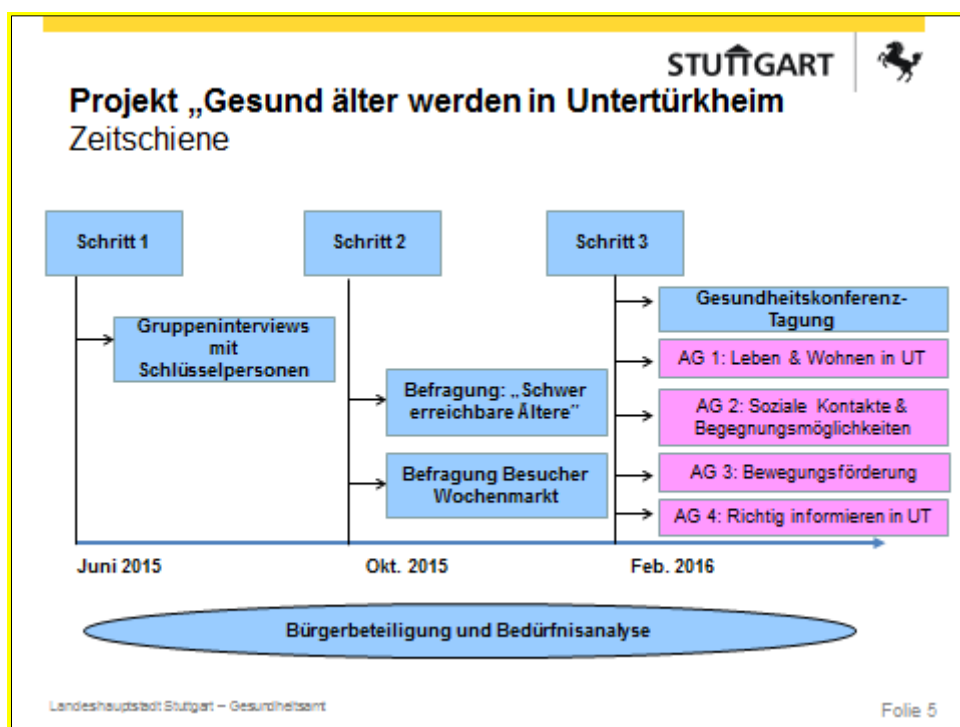 STUTTGART
Projekt „Gesund älter werden in Untertürkheim
Zeitschiene
Schritt 1
Schritt 2
Schritt 3
Gruppeninterviews
mit
Schlüsselpersonen
Befragung: „Schwer
erreichbare Ältere”
Befragung Besucher
Wochenmarkt
Gesundheitskonferenz-
Tagung
AG 1: Leben & Wohnen in UT
AG 2: Soziale Kontakte &
Begegnungsmöglichkeiten
AG 3: Bewegungsförderung
AG 4: Richtig informieren in UT
Juni 2015
Okt. 2015
Feb. 2016
Bürgerbeteiligung und Bedürfnisanalyse
Landeshauptstadt Stuttgart – Gesundheitsamt
Folie 5